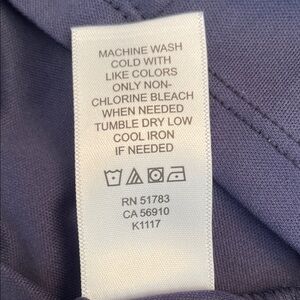 MACHINE WASH
COLD WITH
LIKE COLORS
ONLY NON-
CHLORINE BLEACH
WHEN NEEDED
TUMBLE DRY LOW
COOL IRON
IF NEEDED
RN 51783
CA 56910
K1117